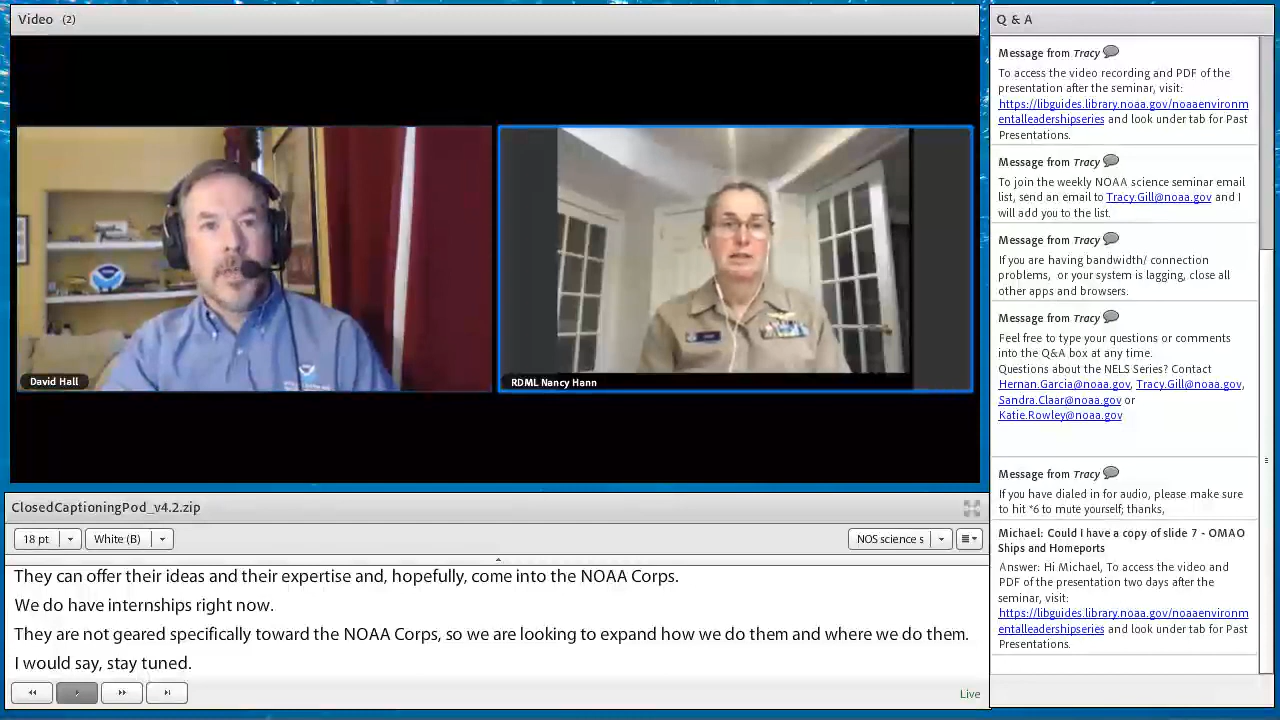 Video (2)
David Hall
RDML Nancy Hann
ClosedCaptioningPod_v4.2.zip
18 pt
White (B)
NOS science s
They can offer their ideas and their expertise and, hopefully, come into the NOAA Corps.
We do have internships right now.
They are not geared specifically toward the NOAA Corps, so we are looking to expand how we do them and where we do them.
I would say, stay tuned.
Live
Q & A
Message from Tracy
To access the video recording and PDF of the
presentation after the seminar, visit:
https://libguides.library.noaa.gov/noaaenvironm
entalleadershipseries and look under tab for Past
Presentations.
Message from Tracy
To join the weekly NOAA science seminar email
list, send an email to Tracy.Gill@noaa.gov and I
will add you to the list.
Message from Tracy
If you are having bandwidth/ connection
problems, or your system is lagging, close all
other apps and browsers.
Message from Tracy
Feel free to type your questions or comments
into the Q&A box at any time.
Questions about the NELS Series? Contact
Hernan.Garcia@noaa.gov, Tracy.Gill@noaa.gov,
Sandra.Claar@noaa.gov or
Katie.Rowley@noaa.gov
Message from Tracy
If you have dialed in for audio, please make sure
to hit *6 to mute yourself; thanks,
Michael: Could I have a copy of slide 7 - OMAO
Ships and Homeports
Answer: Hi Michael, To access the video and
PDF of the presentation two days after the
seminar, visit:
https://libguides.library.noaa.gov/noaaenvironm
entalleadershipseries and look under tab for Past
Presentations.